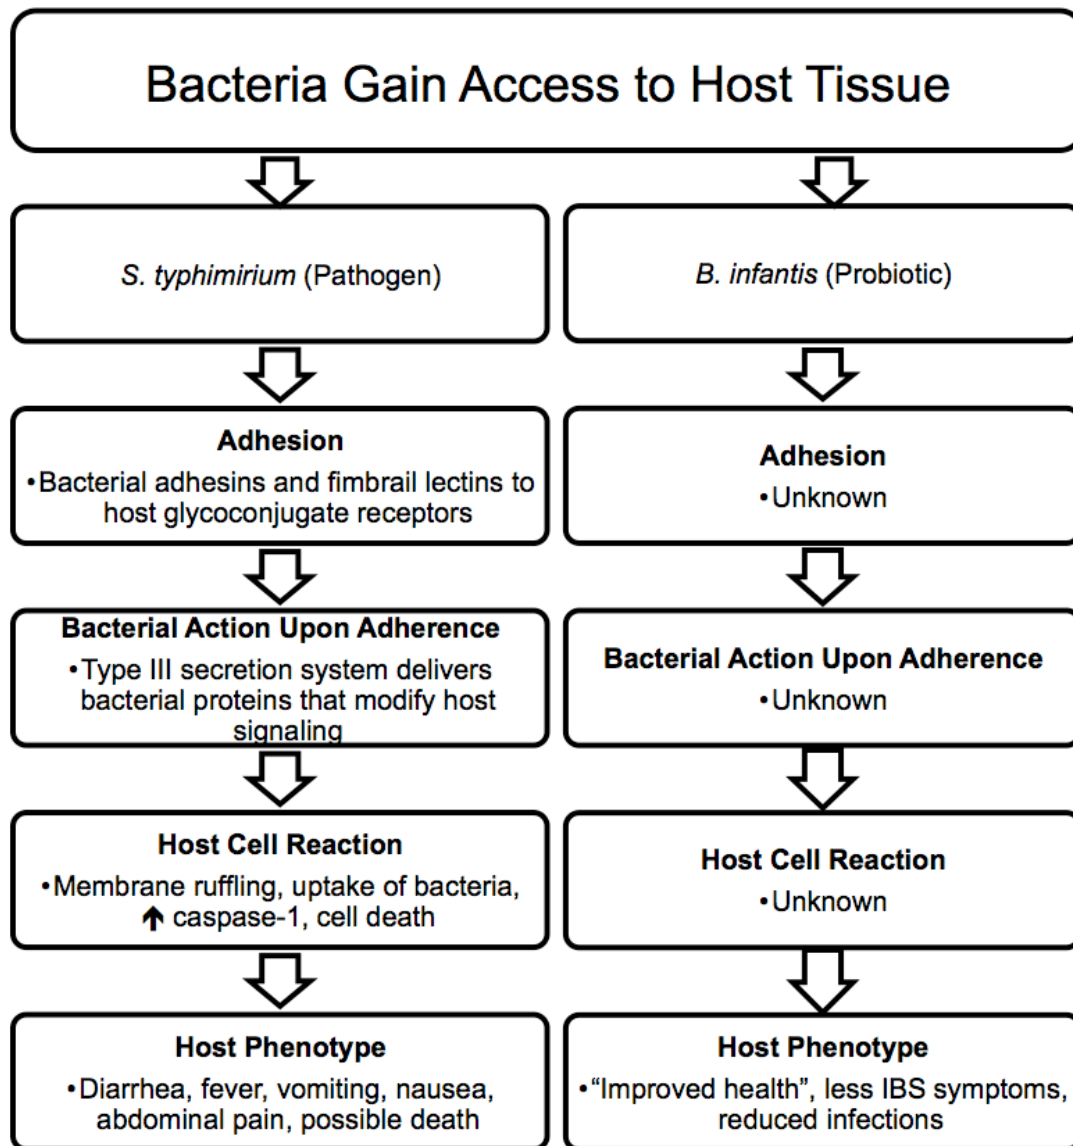 Bacteria Gain Access to Host Tissue
S. typhimirium (Pathogen)
B. infantis (Probiotic)
Adhesion
•Bacterial adhesins and fimbrail lectins to
host glycoconjugate receptors
Adhesion
•Unknown
Bacterial Action Upon Adherence
•Type III secretion system delivers
bacterial proteins that modify host
signaling
Bacterial Action Upon Adherence
•Unknown
Host Cell Reaction
•Membrane ruffling, uptake of bacteria,
↑ caspase-1, cell death
Host Cell Reaction
•Unknown
Host Phenotype
•Diarrhea, fever, vomiting, nausea,
abdominal pain, possible death
Host Phenotype
•“Improved health”, less IBS symptoms,
reduced infections